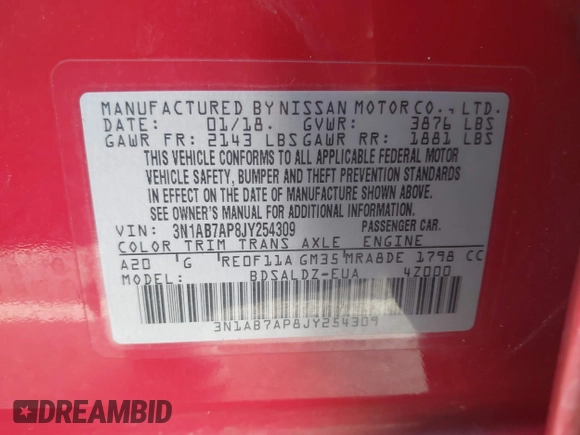 MANUFACTURED BY NISSAN MOTOR CO., LTD.
DATE: 01/18. GVWR: 3876 LBS
GAWR FR: 2143 LBS GAWR RR: 1881 LBS
THIS VEHICLE CONFORMS TO ALL APPLICABLE FEDERAL MOTOR
VEHICLE SAFETY, BUMPER AND THEFT PREVENTION STANDARDS
IN EFFECT ON THE DATE OF MANUFACTURE SHOWN ABOVE.
SEE OWNER'S MANUAL FOR ADDITIONAL INFORMATION.
VIN: 3N1AB7AP8JY254309 PASSENGER CAR.
COLOR TRIM TRANS AXLE ENGINE
A20 G RE0F11A GM35 MRA8DE 1798 CC
MODEL: BDSALDZ-EUA 4Z000
3N1AB7AP8JY254309
DREAMBID